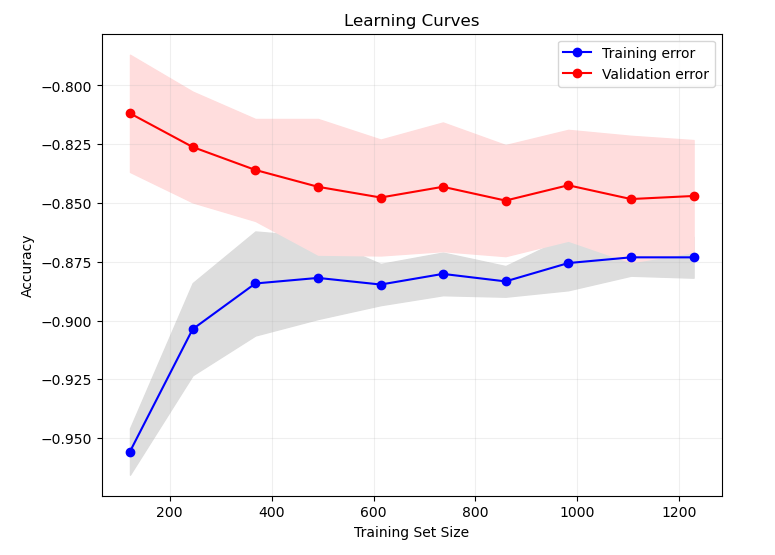 Learning Curves
Training error
Validation error
−0.800
−0.825
−0.850
−0.875
−0.900
−0.925
−0.950
Accuracy
200 400 600 800 1000 1200
Training Set Size